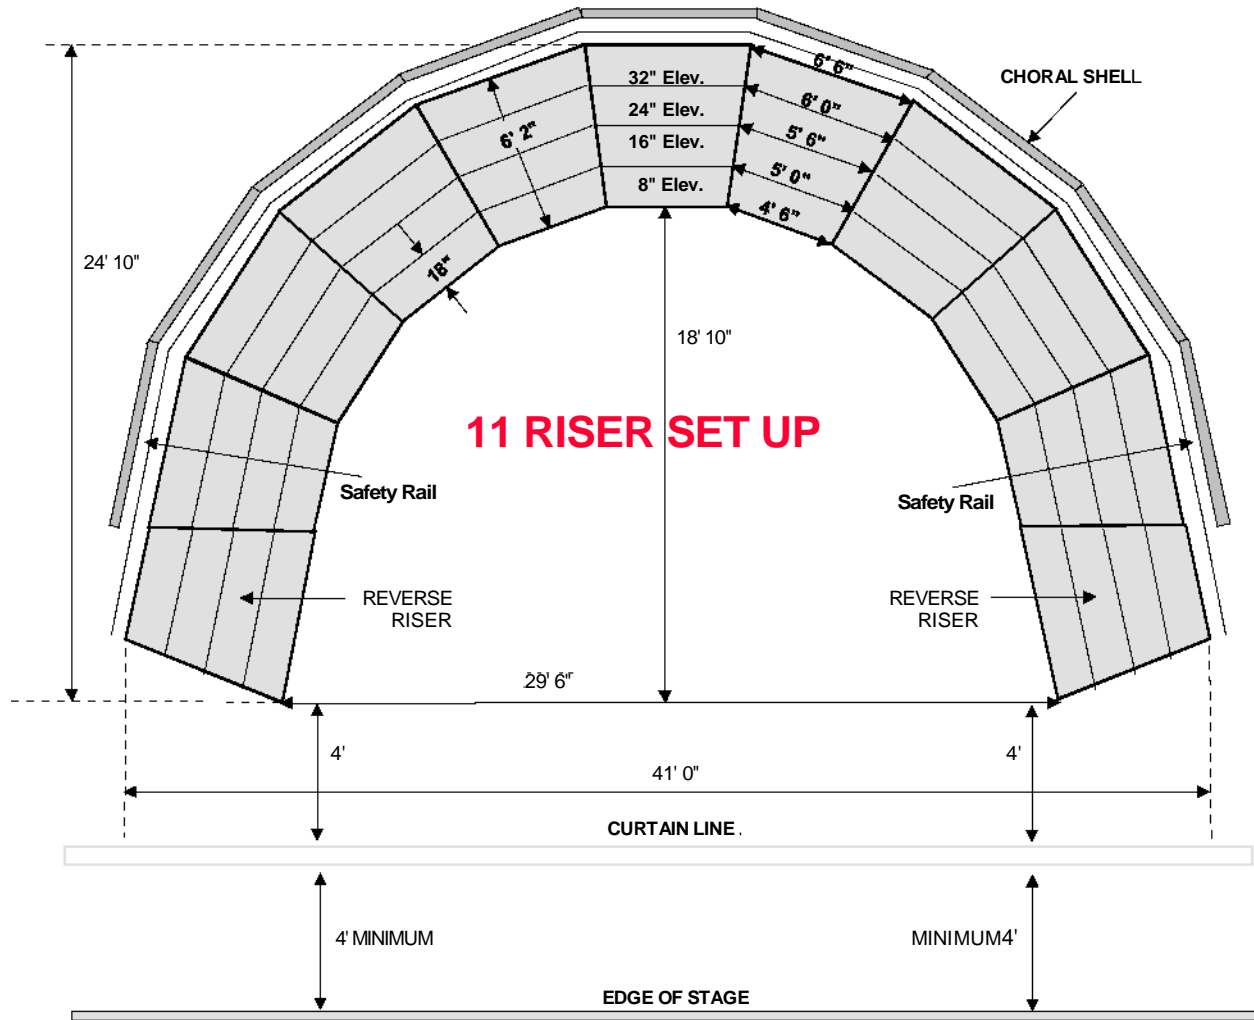 6' 6"
CHORAL SHELL
32" Elev.
6' 0"
24" Elev.
6' 2"
5' 6"
16" Elev.
5' 0"
8" Elev.
4' 6"
24' 10"
18"
18' 10"
11 RISER SET UP
Safety Rail
Safety Rail
REVERSE
RISER
REVERSE
RISER
29' 6"
4'
4'
41' 0"
CURTAIN LINE .
4' MINIMUM
MINIMUM4'
EDGE OF STAGE